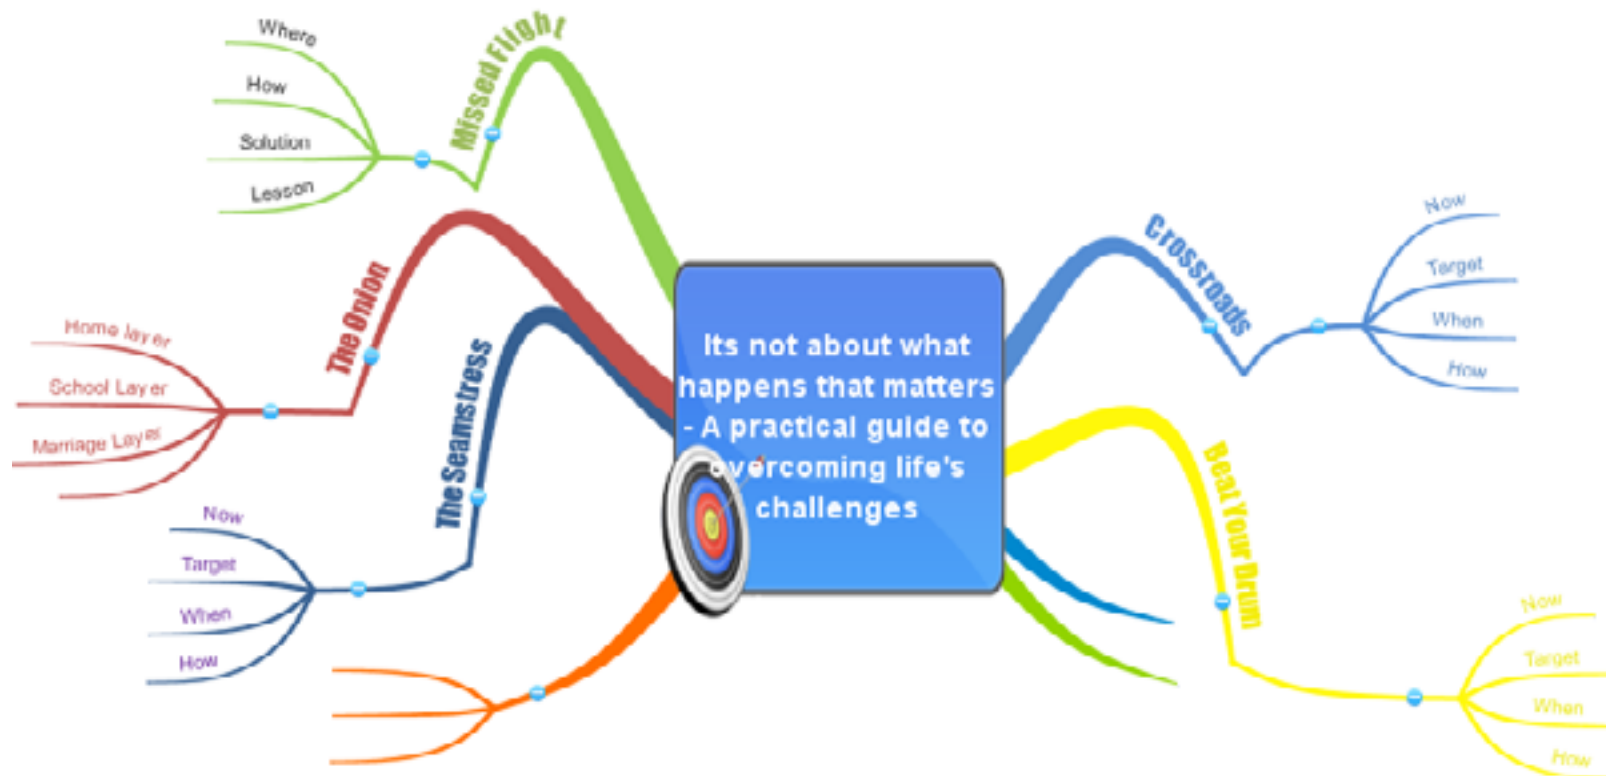 Its not about what
happens that matters
- A practical guide to
overcoming life's
challenges
Missed Flight
Where
How
Solution
Lesson
The Onion
Home layer
School Layer
Marriage Layer
The Seamstress
Now
Target
When
How
Crossroads
Now
Target
When
How
Beat Your Drum
Now
Target
When
How